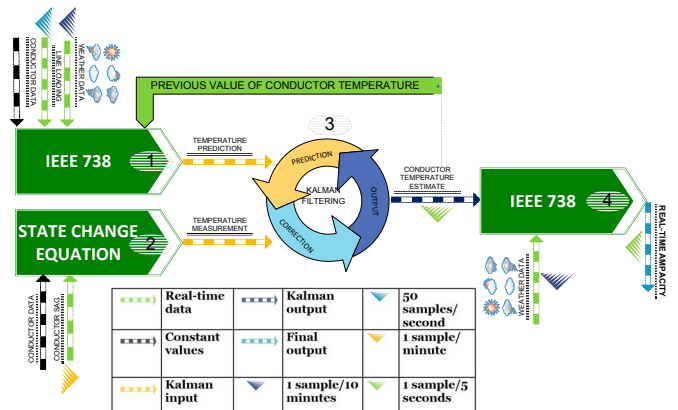 CONDUCTOR DATA
LINE LOADING
WEATHER DATA
PREVIOUS VALUE OF CONDUCTOR TEMPERATURE
IEEE 738
1
TEMPERATURE
PREDICTION
3
PREDICTION
KALMAN
FILTERING
OUTPUT
CORRECTION
CONDUCTOR
TEMPERATURE
ESTIMATE
IEEE 738
4
REAL-TIME AMPACITY
STATE CHANGE
EQUATION
2
TEMPERATURE
MEASUREMENT
CONDUCTOR DATA
CONDUCTOR SAG
WEATHER DATA
Real-time
data
Kalman
output
50
samples/
second
Constant
values
Final
output
1 sample/
minute
Kalman
input
1 sample/10
minutes
1 sample/5
seconds